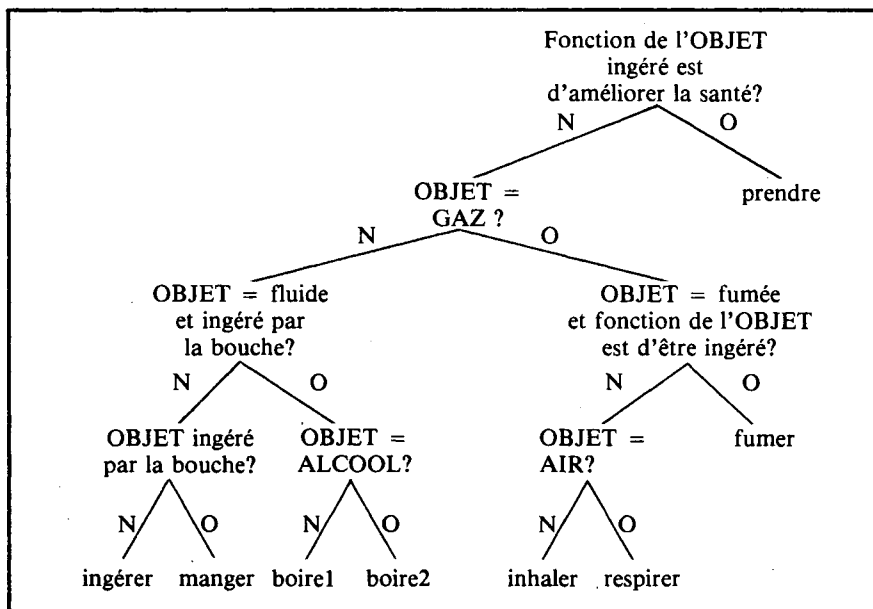 Fonction de l'OBJET
ingéré est
d'améliorer la santé?
N O
OBJET =
GAZ ?
prendre
N O
OBJET = fluide
et ingéré par
la bouche?
OBJET = fumée
et fonction de l'OBJET
est d'être ingéré?
N O N O
OBJET ingéré
par la bouche?
OBJET =
ALCOOL?
OBJET =
AIR?
fumer
N O N O N O
ingérer manger boire1 boire2 inhaler respirer